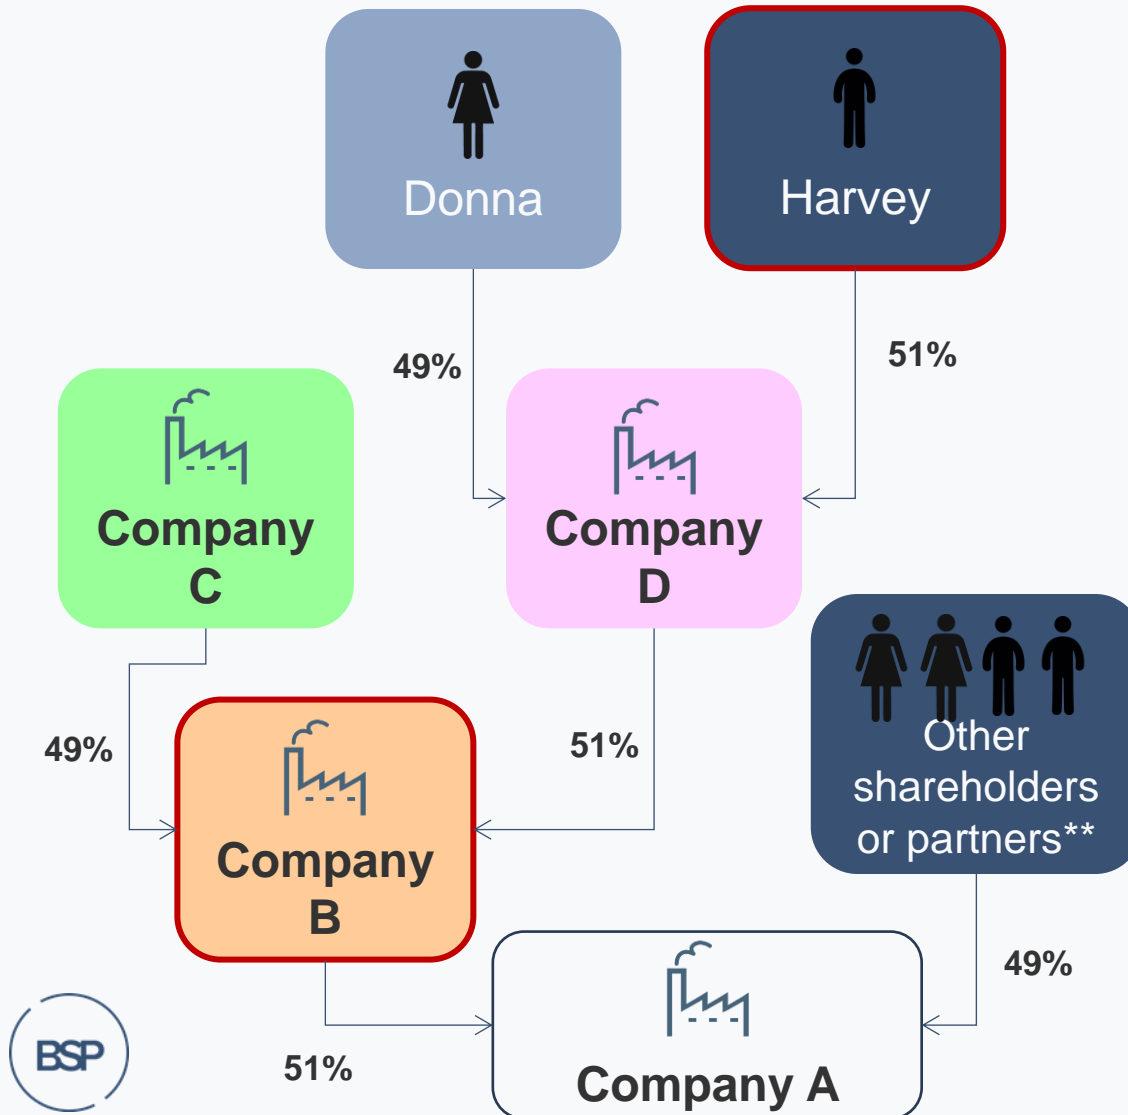 Donna
Harvey
49%
51%
Company
C
Company
D
49%
51%
Other
shareholders
or partners**
Company
B
49%
51%
Company A
BSP